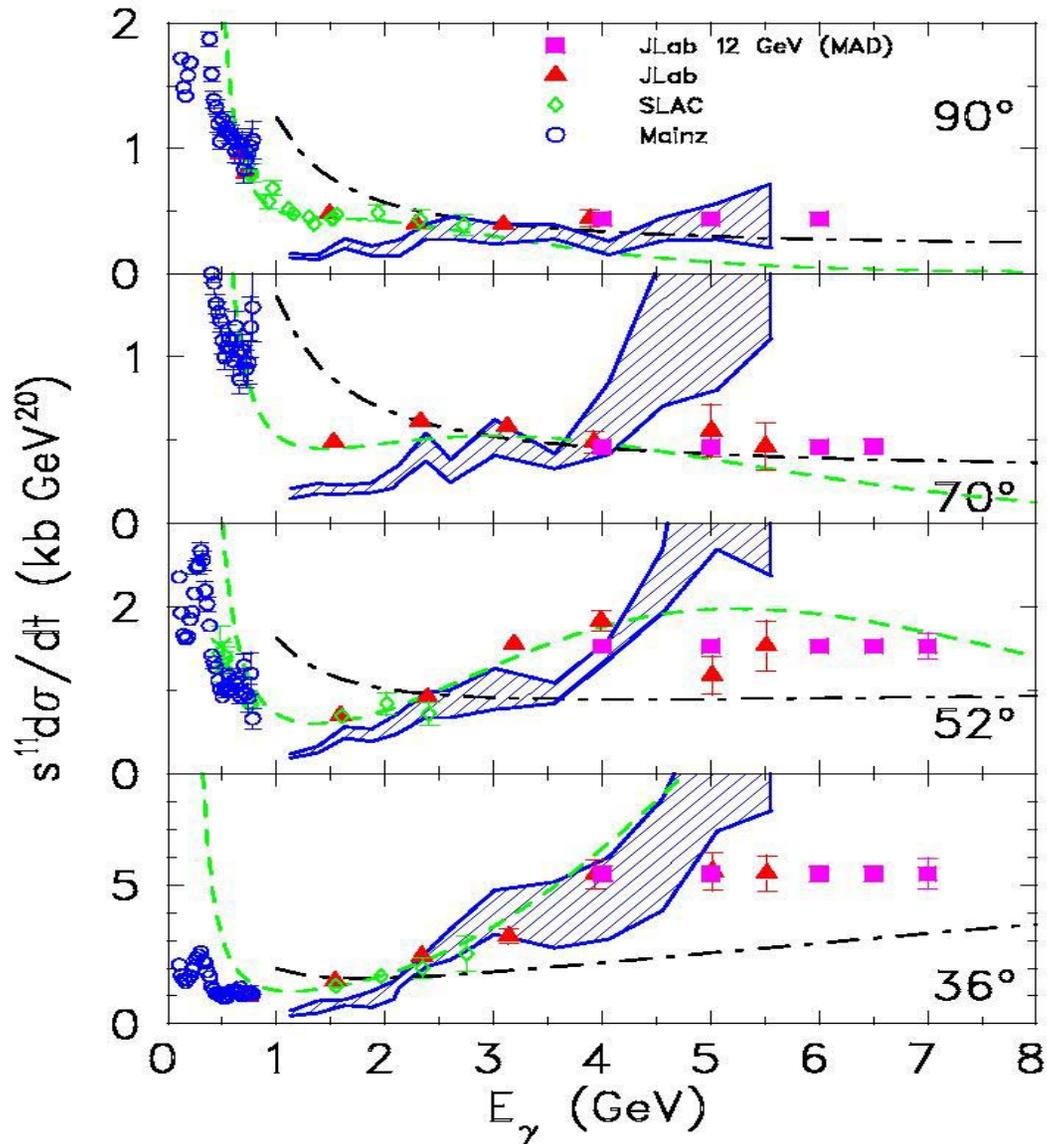 2
JLab 12 GeV (MAD)
JLab
SLAC
Mainz
90°
1
0
1
70°
0
2
52°
0
5
36°
0
0 1 2 3 4 5 6 7 8
E_γ (GeV)
s¹¹dσ/dt (kb GeV²⁰)